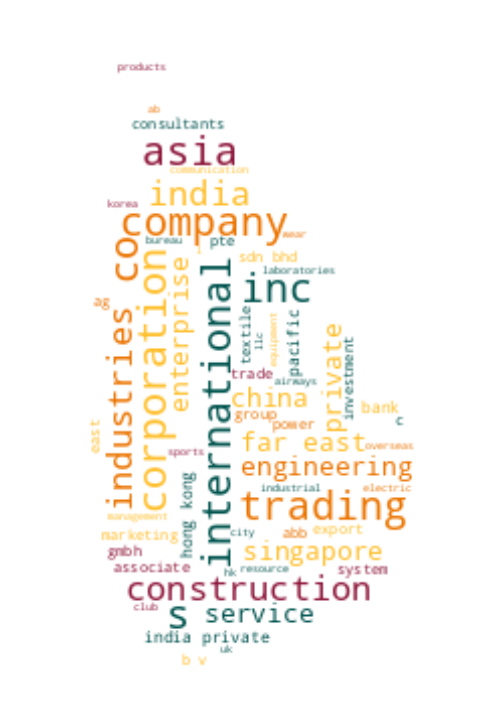 products
ab
consultants
asia
communication
india
korea
company
wear
bureau
pte
co
corporation
enterprise
international
sdn bhd
laboratories
inc
ag
industries
textile
llc
equipment
pacific
private
investment
trade
airways
china
group
power
bank
c
east
far east
overseas
sports
engineering
industrial
electric
hong kong
trading
management
marketing
city
abb
export
gmbh
singapore
associate
hk
resource
system
construction
club
s
service
india private
uk
b v